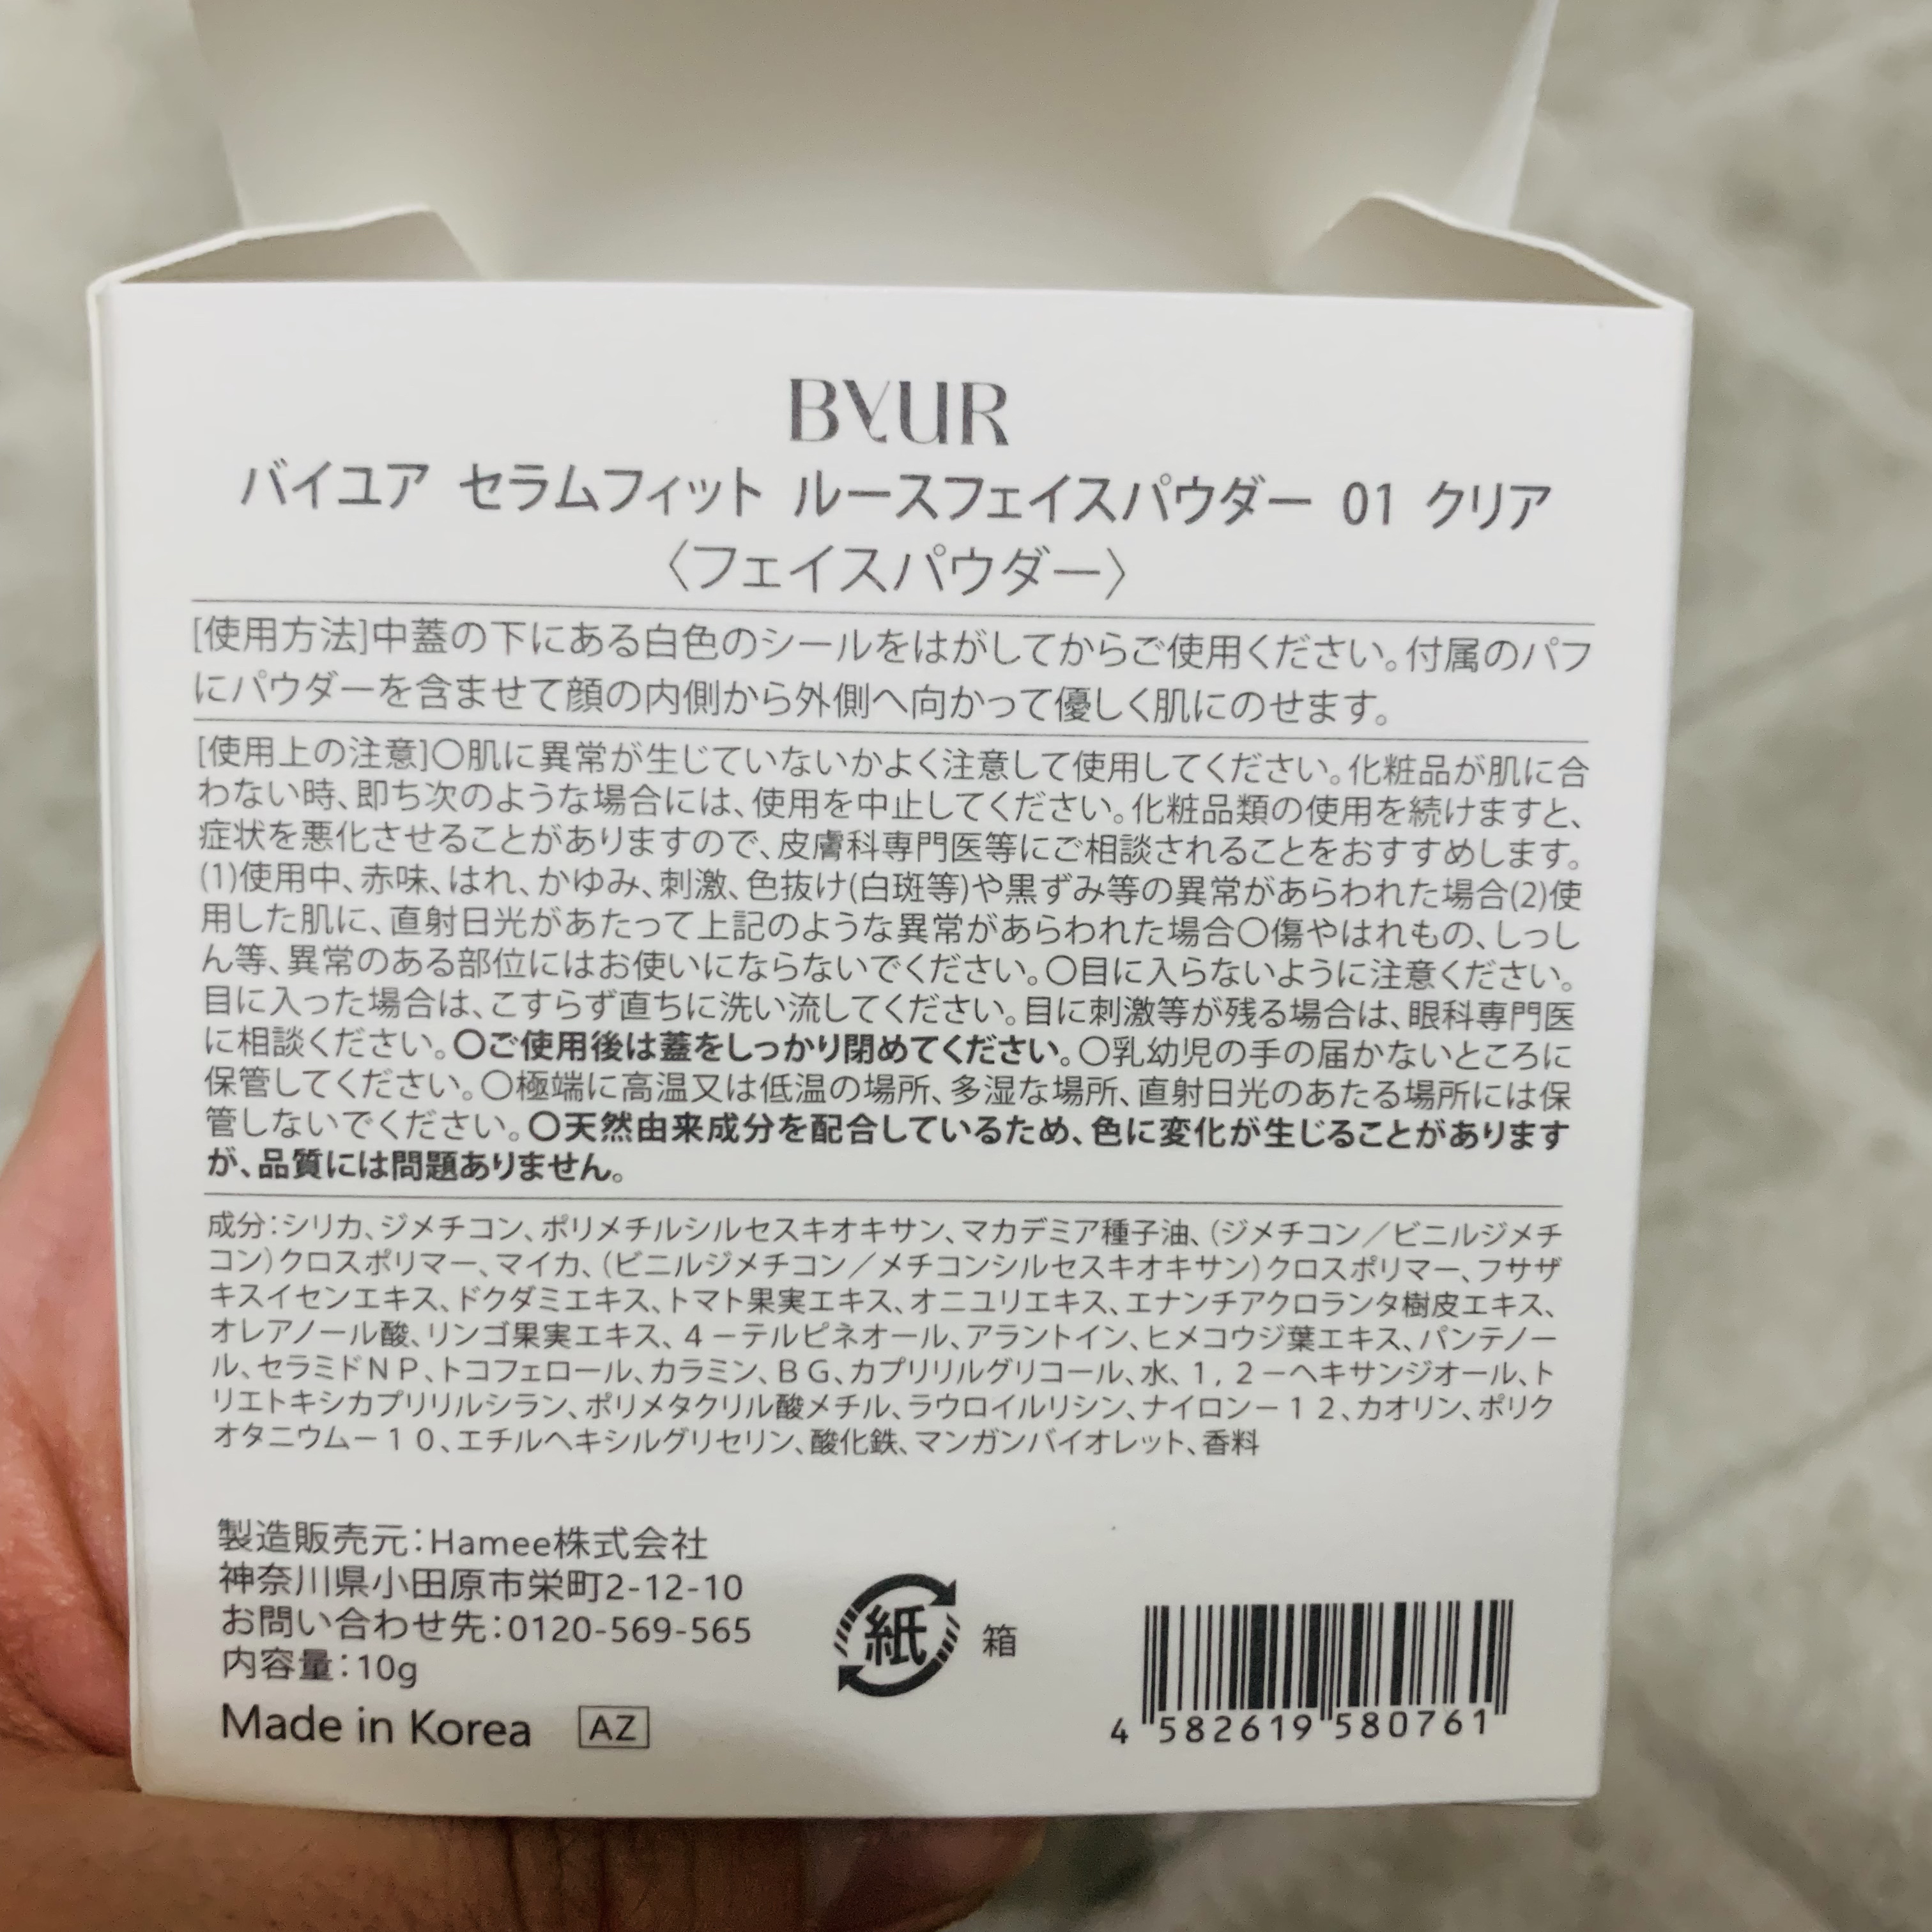 BYUR
バイユア セラムフィット ルースフェイスパウダー 01 クリア
〈フェイスパウダー〉
[使用方法]中蓋の下にある白色のシールをはがしてからご使用ください。付属のパフ
にパウダーを含ませて顔の内側から外側へ向かって優しく肌にのせます。
[使用上の注意]○肌に異常が生じていないかよく注意して使用してください。化粧品が肌に合
わない時、即ち次のような場合には、使用を中止してください。化粧品類の使用を続けますと、
症状を悪化させることがありますので、皮膚科専門医等にご相談されることをおすすめします。
(1)使用中、赤味、はれ、かゆみ、刺激、色抜け(白斑等)や黒ずみ等の異常があらわれた場合(2)使
用した肌に、直射日光があたって上記のような異常があらわれた場合○傷やはれもの、しっし
ん等、異常のある部位にはお使いにならないでください。○目に入らないように注意ください。
目に入った場合は、こすらず直ちに洗い流してください。目に刺激等が残る場合は、眼科専門医
に相談ください。○ご使用後は蓋をしっかり閉めてください。○乳幼児の手の届かないところに
保管してください。○極端に高温又は低温の場所、多湿な場所、直射日光のあたる場所には保
管しないでください。○天然由来成分を配合しているため、色に変化が生じることがあります
が、品質には問題ありません。
成分：シリカ、ジメチコン、ポリメチルシルセスキオキサン、マカデミア種子油、（ジメチコン／ビニルジメチ
コン）クロスポリマー、マイカ、（ビニルジメチコン／メチコンシルセスキオキサン）クロスポリマー、フサザ
キスイセンエキス、ドクダミエキス、トマト果実エキス、オニユリエキス、エナンチアクロランタ樹皮エキス、
オレアノール酸、リンゴ果実エキス、４－テルピネオール、アラントイン、ヒメコウジ葉エキス、パンテノー
ル、セラミドＮＰ、トコフェロール、カラミン、ＢＧ、カプリリルグリコール、水、１，２－ヘキサンジオール、ト
リエトキシカプリリルシラン、ポリメタクリル酸メチル、ラウロイルリシン、ナイロン－１２、カオリン、ポリク
オタニウムー１０、エチルヘキシルグリセリン、酸化鉄、マンガンバイオレット、香料
製造販売元：Hamee株式会社
神奈川県小田原市栄町2-12-10
お問い合わせ先：0120-569-565
内容量：10g
Made in Korea AZ
紙 箱
4 582619 580761